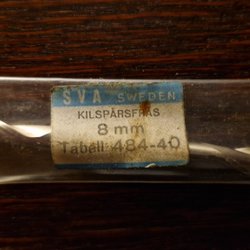 SVA SWEDEN
KILSPÅRSFRÄS
8 mm
Tabell 484-40